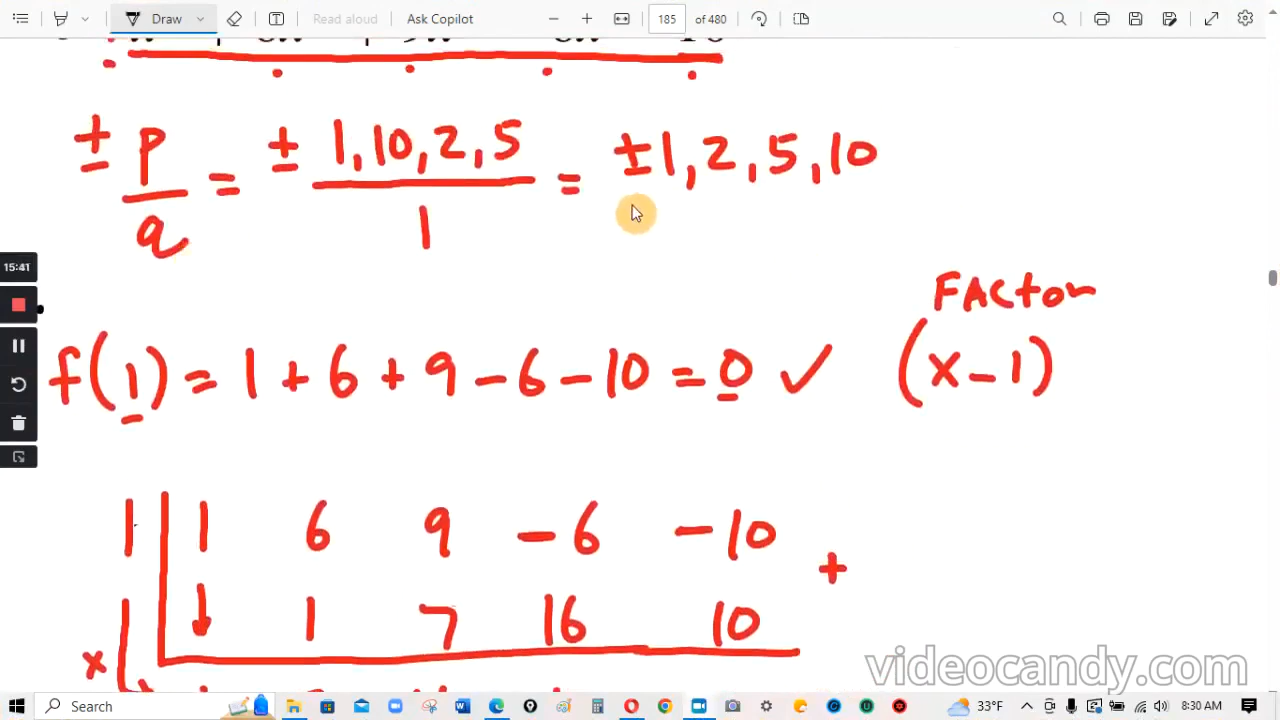 Draw Read aloud Ask Copilot 185 of 480
± p/q = ± 1,10,2,5/1 = ±1, 2, 5, 10
15:41
FACTOR
f(1) = 1 + 6 + 9 - 6 - 10 = 0 ✓ (x - 1)
1 1 6 9 -6 -10
+
1 7 16 10
x
videocandy.com
Search 33°F 8:30 AM